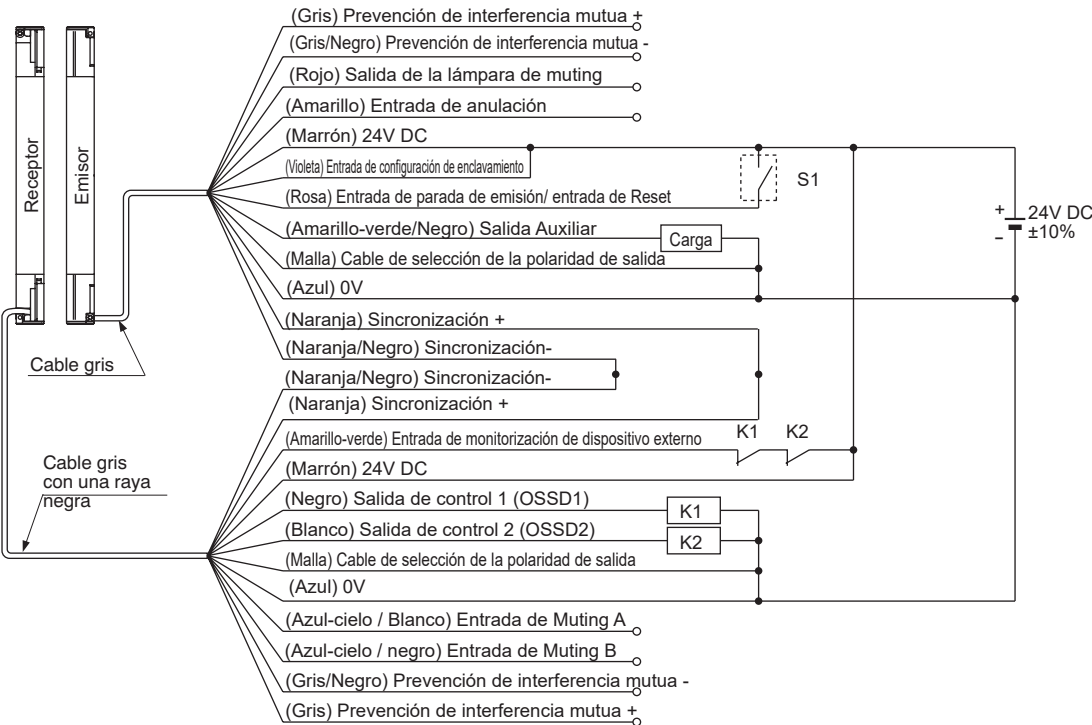 (Gris) Prevención de interferencia mutua +
(Gris/Negro) Prevención de interferencia mutua -
(Rojo) Salida de la lámpara de muting
(Amarillo) Entrada de anulación
(Marrón) 24V DC
(Violeta) Entrada de configuración de enclavamiento
(Rosa) Entrada de parada de emisión/ entrada de Reset
S1
(Amarillo-verde/Negro) Salida Auxiliar
Carga
(Malla) Cable de selección de la polaridad de salida
(Azul) 0V
+
-
24V DC
±10%
Receptor
Emisor
Cable gris
(Naranja) Sincronización +
(Naranja/Negro) Sincronización-
(Naranja/Negro) Sincronización-
(Naranja) Sincronización +
(Amarillo-verde) Entrada de monitorización de dispositivo externo
K1
K2
(Marrón) 24V DC
Cable gris
con una raya
negra
(Negro) Salida de control 1 (OSSD1)
K1
(Blanco) Salida de control 2 (OSSD2)
K2
(Malla) Cable de selección de la polaridad de salida
(Azul) 0V
(Azul-cielo / Blanco) Entrada de Muting A
(Azul-cielo / negro) Entrada de Muting B
(Gris/Negro) Prevención de interferencia mutua -
(Gris) Prevención de interferencia mutua +